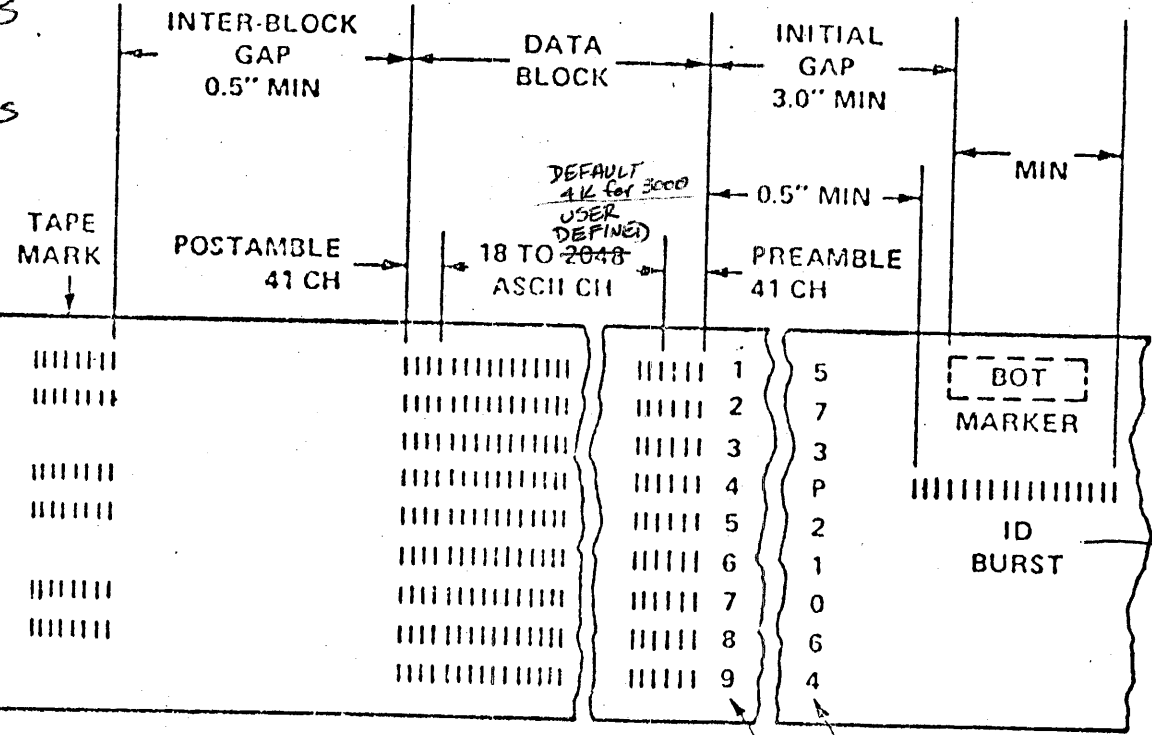 S
INTER-BLOCK
GAP
0.5" MIN
DATA
BLOCK
INITIAL
GAP
3.0" MIN
S
MIN
DEFAULT
4K for 3000
USER
DEFINED
0.5" MIN
TAPE
MARK
POSTAMBLE
41 CH
18 TO 2048
ASCII CH
PREAMBLE
41 CH
1 5
2 7
3 3
4 P
5 2
6 1
7 0
8 6
9 4
BOT
MARKER
ID
BURST